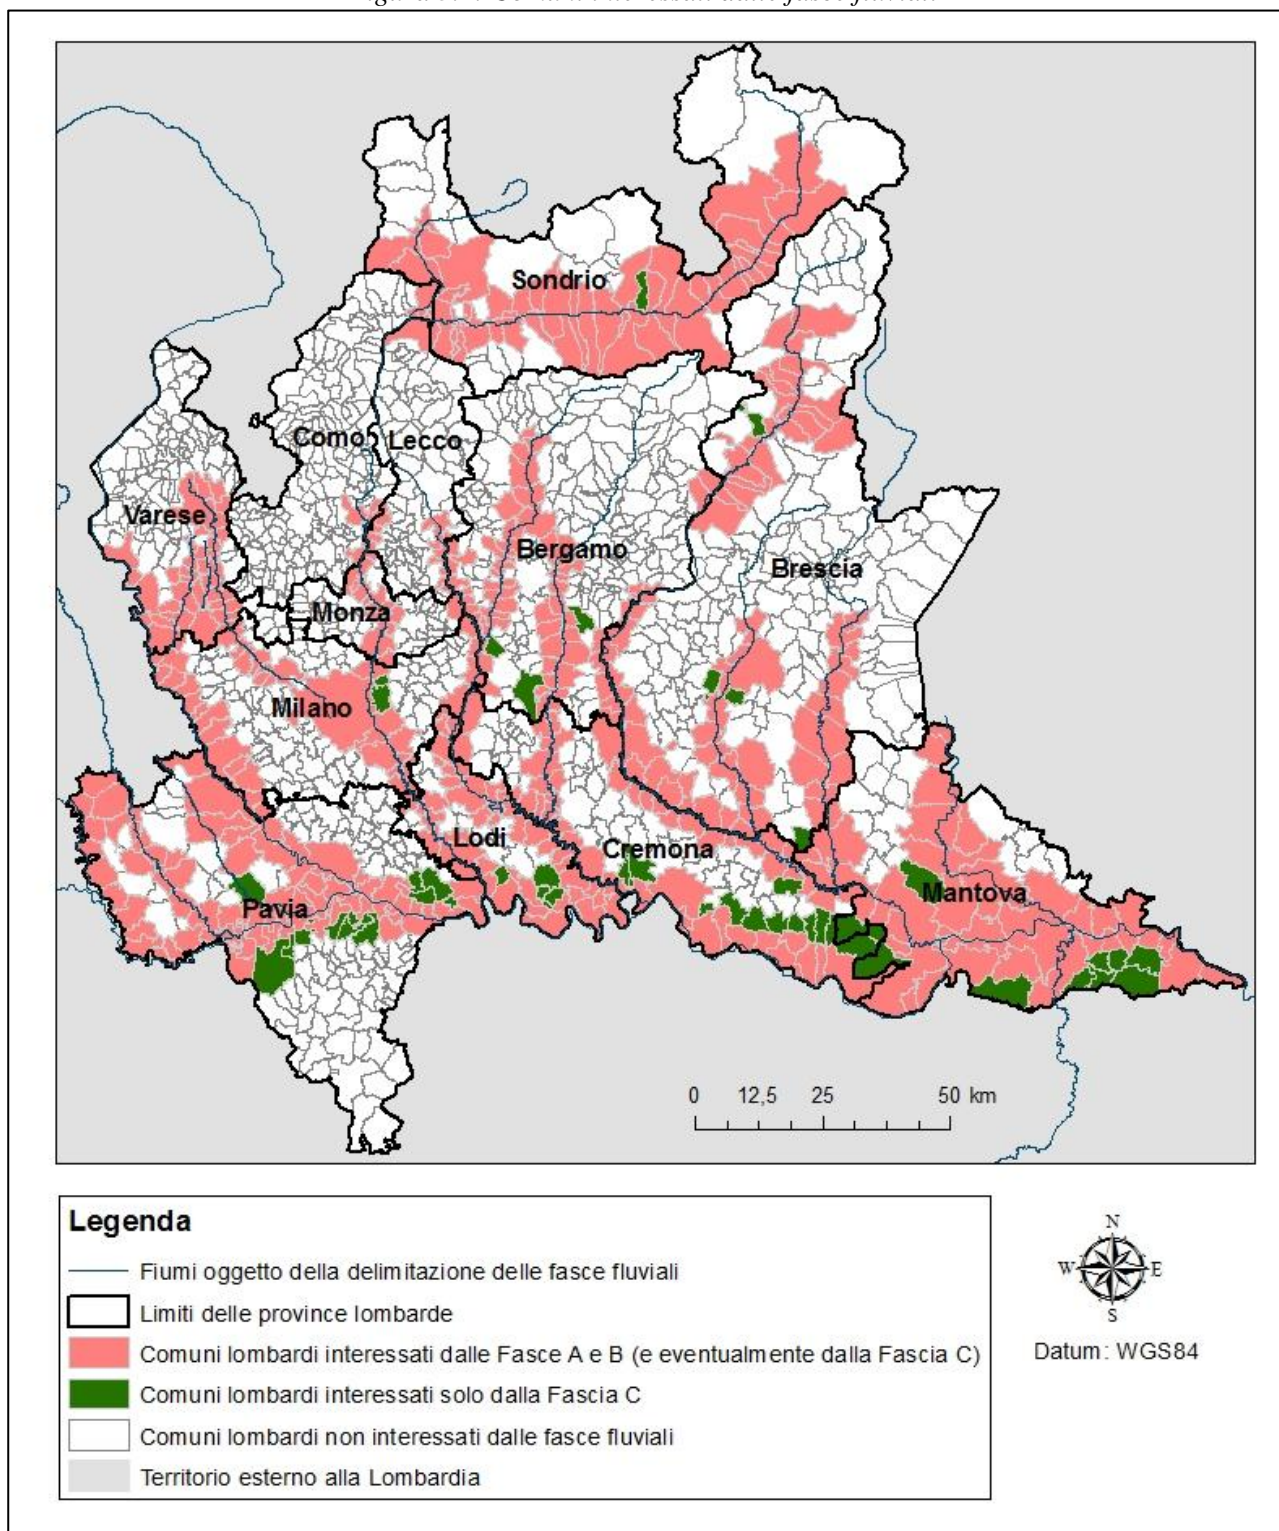 Sondrio
Como
Lecco
Varese
Bergamo
Brescia
Monza
Milano
Lodi
Cremona
Pavia
Mantova
0 12,5 25 50 km
Legenda
Fiumi oggetto della delimitazione delle fasce fluviali
Limiti delle province lombarde
Comuni lombardi interessati dalle Fasce A e B (e eventualmente dalla Fascia C)
Comuni lombardi interessati solo dalla Fascia C
Comuni lombardi non interessati dalle fasce fluviali
Territorio esterno alla Lombardia
N
W E
S
Datum: WGS84